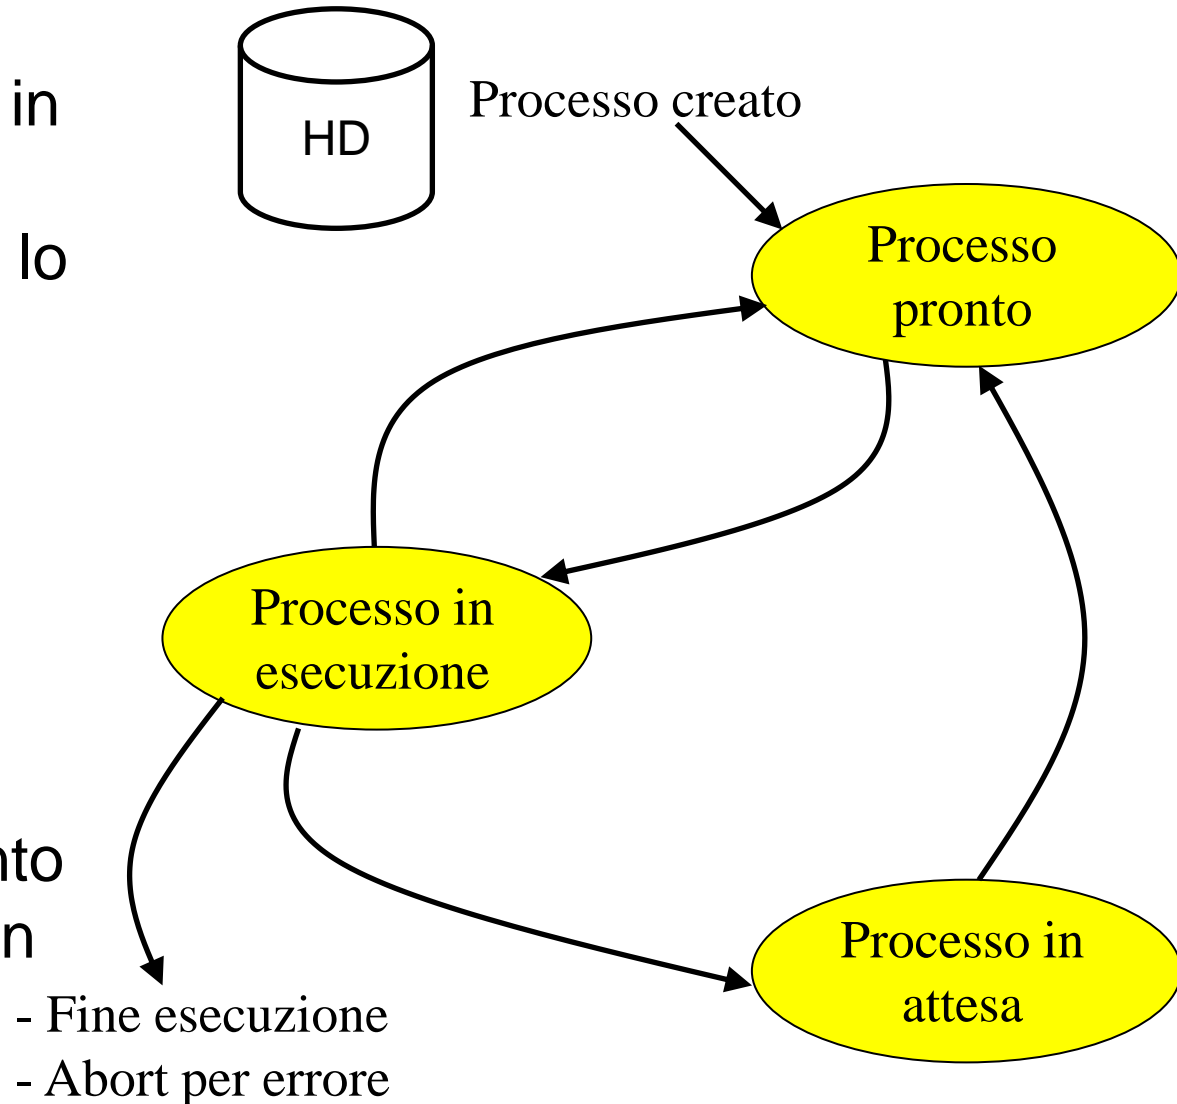 in
HD
Processo creato
lo
Processo
pronto
Processo in
esecuzione
nto
n
Processo in
attesa
- Fine esecuzione
- Abort per errore